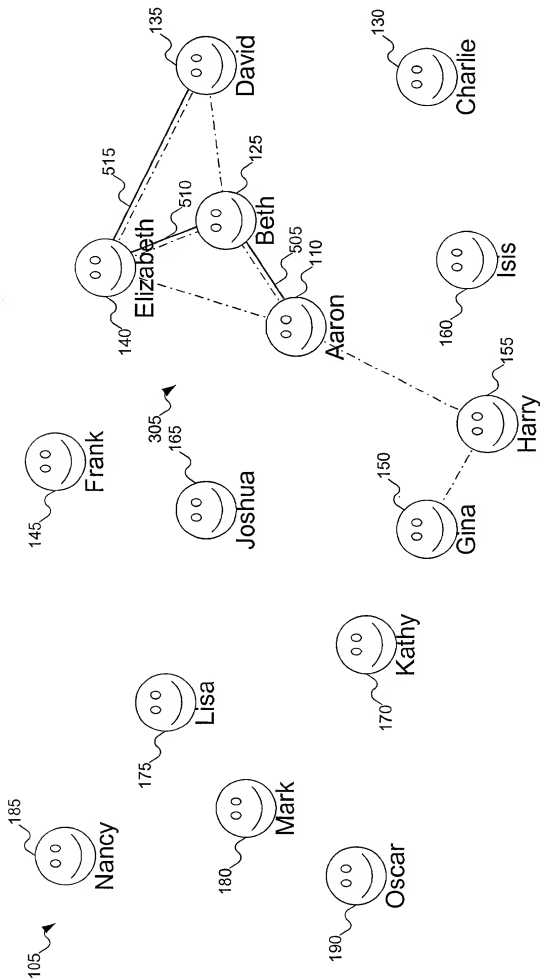 135
David
130
Charlie
515
510
125
Elizabeth
Beth
505
110
140
Aaron
Isis
160
155
Harry
305
165
145
Frank
Joshua
150
Gina
Kathy
170
175
Lisa
185
Nancy
180
Mark
105
190
Oscar